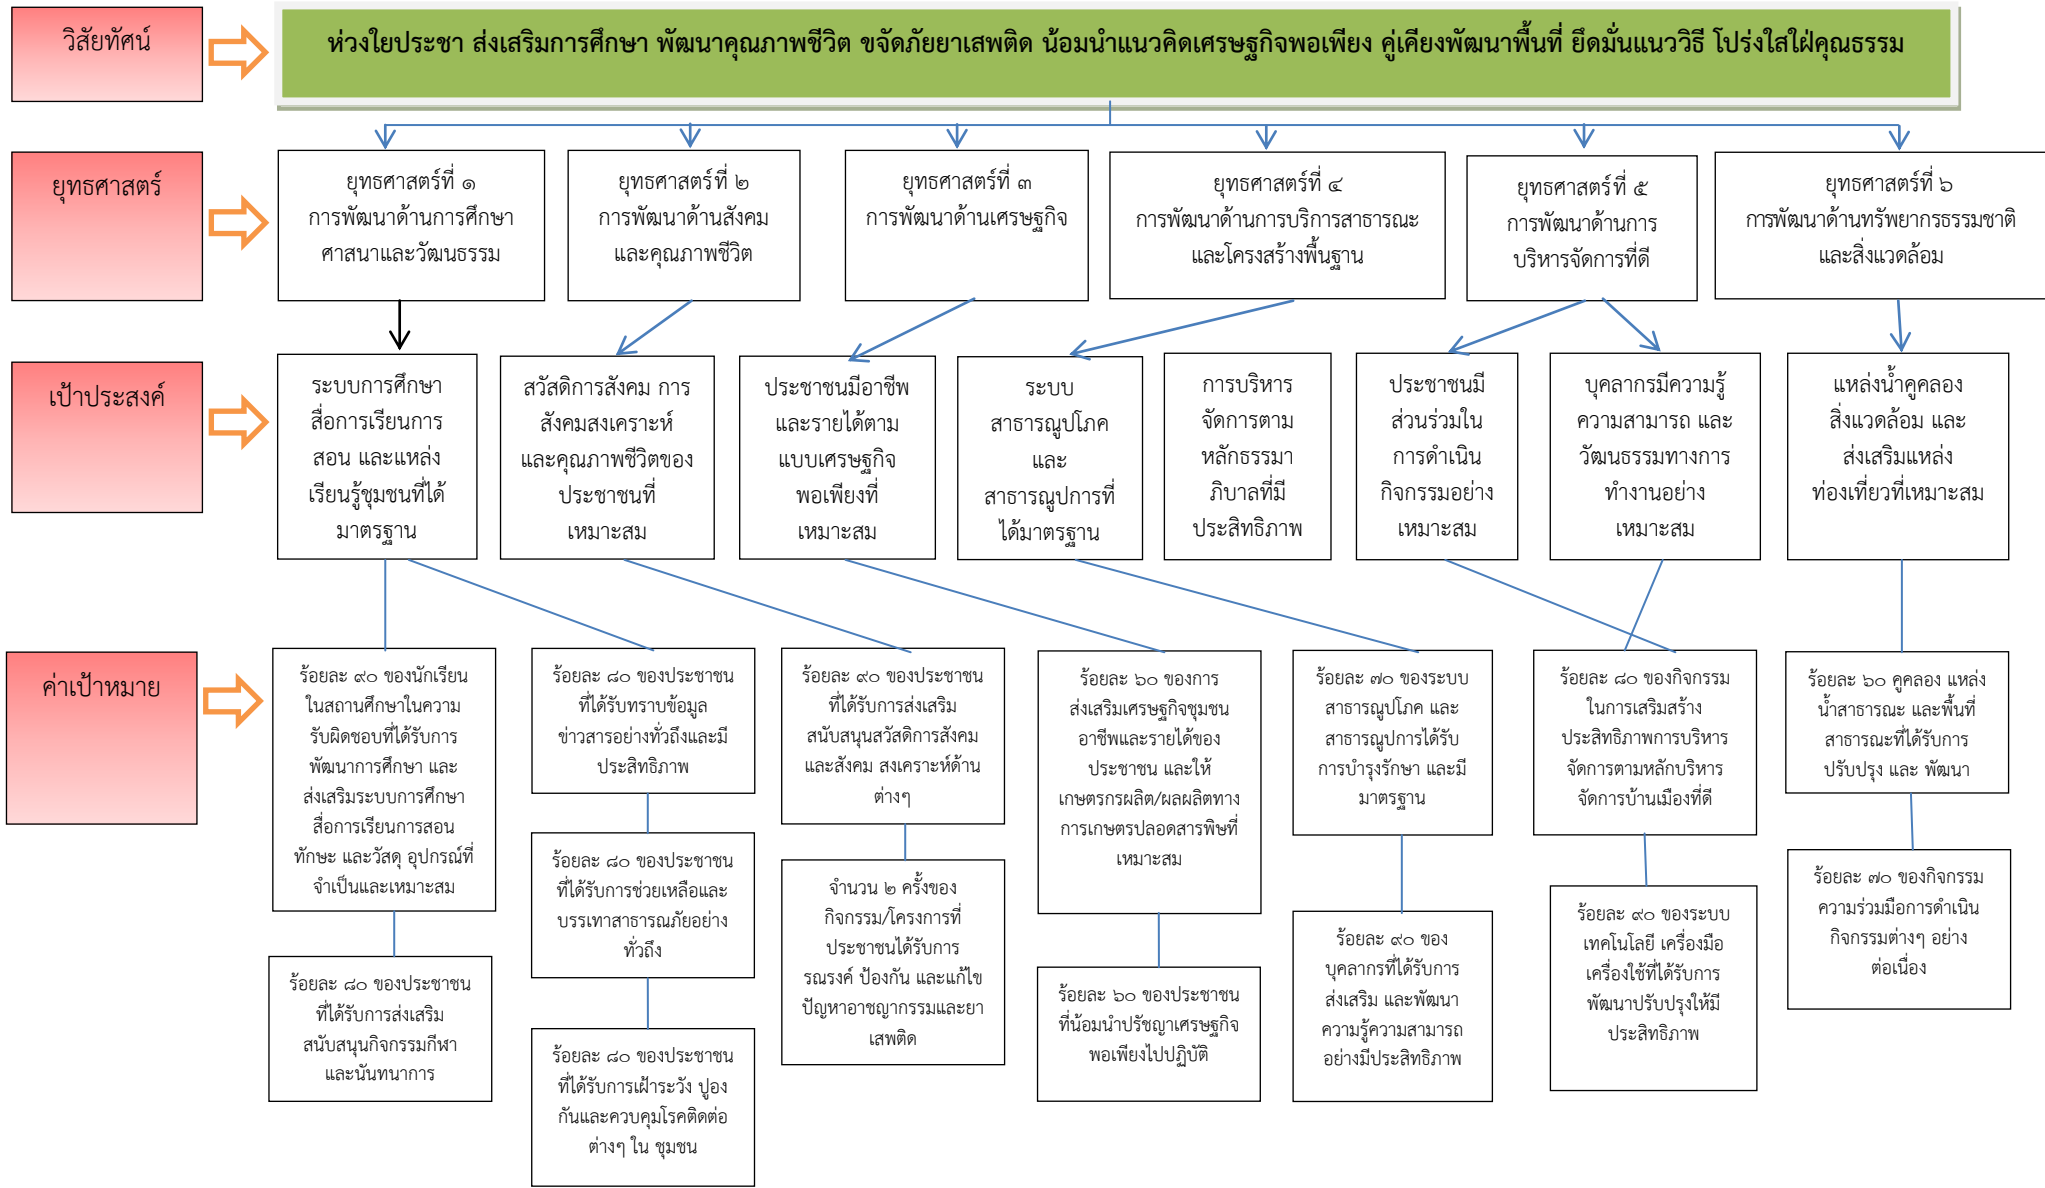 วิสัยทัศน์
ห่วงใยประชา ส่งเสริมการศึกษา พัฒนาคุณภาพชีวิต ขจัดภัยยาเสพติด น้อมนำแนวคิดเศรษฐกิจพอเพียง คู่เคียงพัฒนาพื้นที่ ยึดมั่นแนววิธี โปร่งใสใฝ่คุณธรรม
ยุทธศาสตร์
ยุทธศาสตร์ที่ ๑
การพัฒนาด้านการศึกษา
ศาสนาและวัฒนธรรม
ยุทธศาสตร์ที่ ๒
การพัฒนาด้านสังคม
และคุณภาพชีวิต
ยุทธศาสตร์ที่ ๓
การพัฒนาด้านเศรษฐกิจ
ยุทธศาสตร์ที่ ๔
การพัฒนาด้านการบริการสาธารณะ
และโครงสร้างพื้นฐาน
ยุทธศาสตร์ที่ ๕
การพัฒนาด้านการ
บริหารจัดการที่ดี
ยุทธศาสตร์ที่ ๖
การพัฒนาด้านทรัพยากรธรรมชาติ
และสิ่งแวดล้อม
เป้าประสงค์
ระบบการศึกษา
สื่อการเรียนการ
สอน และแหล่ง
เรียนรู้ชุมชนที่ได้
มาตรฐาน
สวัสดิการสังคม การ
สังคมสงเคราะห์
และคุณภาพชีวิตของ
ประชาชนที่
เหมาะสม
ประชาชนมีอาชีพ
และรายได้ตาม
แบบเศรษฐกิจ
พอเพียงที่
เหมาะสม
ระบบ
สาธารณูปโภค
และ
สาธารณูปการที่
ได้มาตรฐาน
การบริหาร
จัดการตาม
หลักธรรมา
ภิบาลที่มี
ประสิทธิภาพ
ประชาชนมี
ส่วนร่วมใน
การดำเนิน
กิจกรรมอย่าง
เหมาะสม
บุคลากรมีความรู้
ความสามารถ และ
วัฒนธรรมทางการ
ทำงานอย่าง
เหมาะสม
แหล่งน้ำคูคลอง
สิ่งแวดล้อม และ
ส่งเสริมแหล่ง
ท่องเที่ยวที่เหมาะสม
ค่าเป้าหมาย
ร้อยละ ๙๐ ของนักเรียน
ในสถานศึกษาในความ
รับผิดชอบที่ได้รับการ
พัฒนาการศึกษา และ
ส่งเสริมระบบการศึกษา
สื่อการเรียนการสอน
ทักษะ และวัสดุ อุปกรณ์ที่
จำเป็นและเหมาะสม
ร้อยละ ๘๐ ของประชาชน
ที่ได้รับทราบข้อมูล
ข่าวสารอย่างทั่วถึงและมี
ประสิทธิภาพ
ร้อยละ ๙๐ ของประชาชน
ที่ได้รับการส่งเสริม
สนับสนุนสวัสดิการสังคม
และสังคม สงเคราะห์ด้าน
ต่างๆ
ร้อยละ ๖๐ ของการ
ส่งเสริมเศรษฐกิจชุมชน
อาชีพและรายได้ของ
ประชาชน และให้
เกษตรกรผลิต/ผลผลิตทาง
การเกษตรปลอดสารพิษที่
เหมาะสม
ร้อยละ ๗๐ ของระบบ
สาธารณูปโภค และ
สาธารณูปการได้รับ
การบำรุงรักษา และมี
มาตรฐาน
ร้อยละ ๘๐ ของกิจกรรม
ในการเสริมสร้าง
ประสิทธิภาพการบริหาร
จัดการตามหลักบริหาร
จัดการบ้านเมืองที่ดี
ร้อยละ ๖๐ คูคลอง แหล่ง
น้ำสาธารณะ และพื้นที่
สาธารณะที่ได้รับการ
ปรับปรุง และ พัฒนา
ร้อยละ ๘๐ ของประชาชน
ที่ได้รับการส่งเสริม
สนับสนุนกิจกรรมกีฬา
และนันทนาการ
ร้อยละ ๘๐ ของประชาชน
ที่ได้รับการช่วยเหลือและ
บรรเทาสาธารณภัยอย่าง
ทั่วถึง
ร้อยละ ๘๐ ของประชาชน
ที่ได้รับการเฝ้าระวัง ปูอง
กันและควบคุมโรคติดต่อ
ต่างๆ ใน ชุมชน
จำนวน ๒ ครั้งของ
กิจกรรม/โครงการที่
ประชาชนได้รับการ
รณรงค์ ป้องกัน และแก้ไข
ปัญหาอาชญากรรมและยา
เสพติด
ร้อยละ ๖๐ ของประชาชน
ที่น้อมนำปรัชญาเศรษฐกิจ
พอเพียงไปปฏิบัติ
ร้อยละ ๙๐ ของ
บุคลากรที่ได้รับการ
ส่งเสริม และพัฒนา
ความรู้ความสามารถ
อย่างมีประสิทธิภาพ
ร้อยละ ๙๐ ของระบบ
เทคโนโลยี เครื่องมือ
เครื่องใช้ที่ได้รับการ
พัฒนาปรับปรุงให้มี
ประสิทธิภาพ
ร้อยละ ๗๐ ของกิจกรรม
ความร่วมมือการดำเนิน
กิจกรรมต่างๆ อย่าง
ต่อเนื่อง